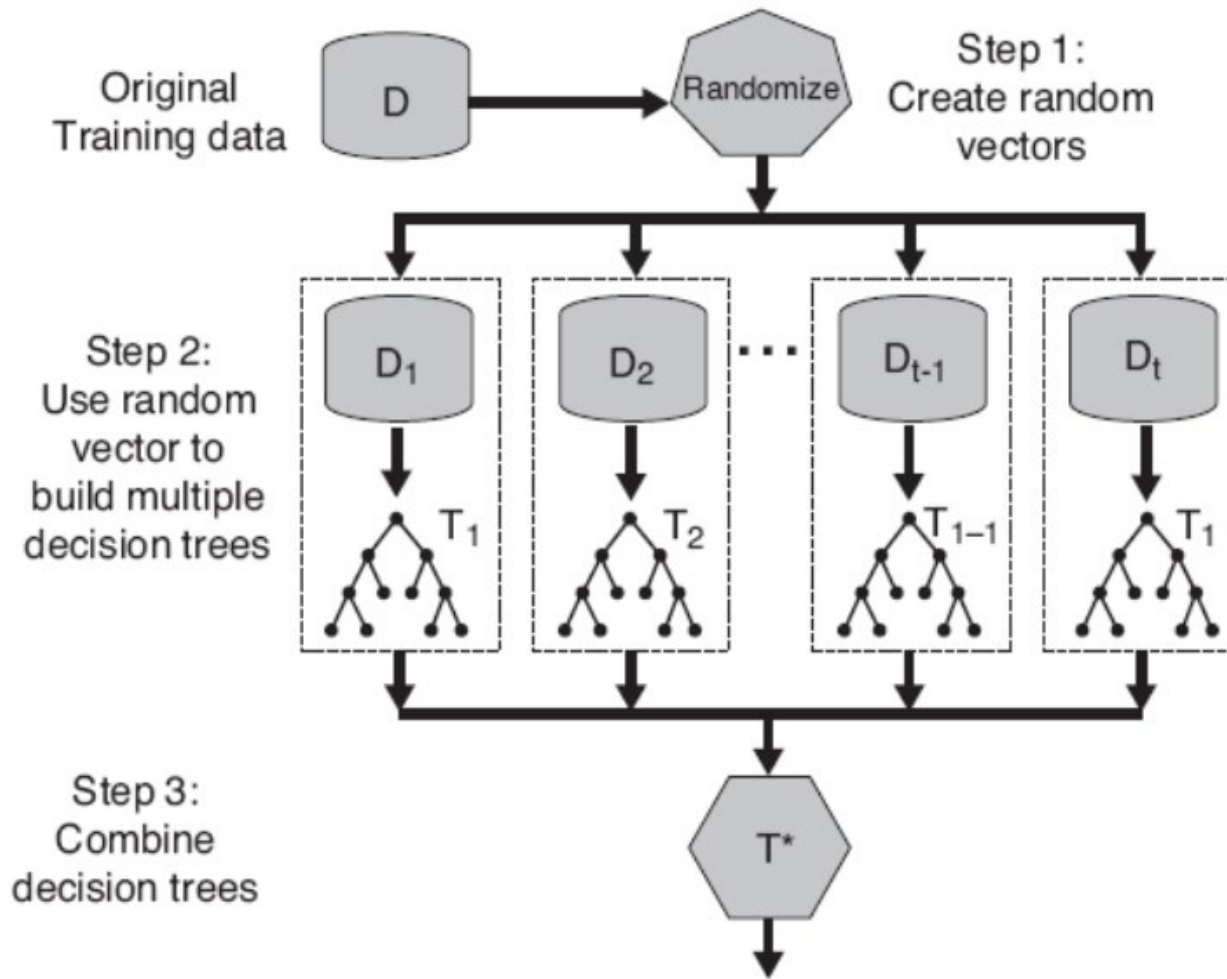 Original
Training data
D
Randomize
Step 1:
Create random
vectors
Step 2:
Use random
vector to
build multiple
decision trees
D₁
D₂
...
Dₜ₋₁
Dₜ
T₁
T₂
T₁₋₁
T₁
Step 3:
Combine
decision trees
T*